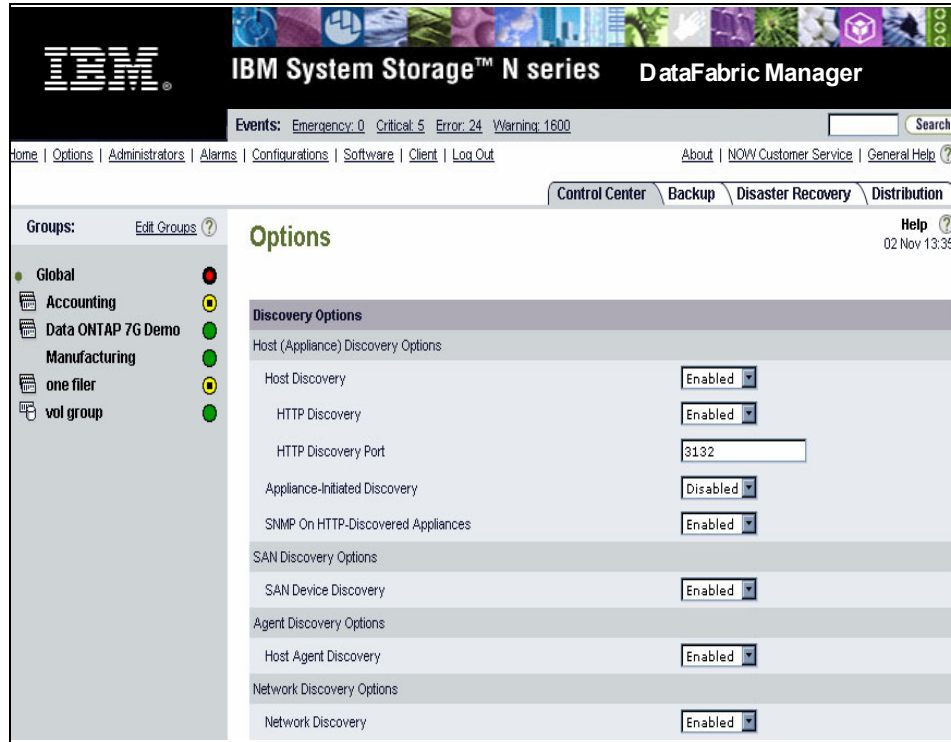 IBM®
IBM System Storage™ N series DataFabric Manager
Events: Emergency: 0 Critical: 5 Error: 24 Warning: 1600 Search
Home | Options | Administrators | Alarms | Configurations | Software | Client | Log Out About | NOW Customer Service | General Help ?
Control Center Backup Disaster Recovery Distribution
Groups: Edit Groups ?
Help ?
02 Nov 13:35
Options
Global
Accounting
Data ONTAP 7G Demo
Manufacturing
one filer
vol group
Discovery Options
Host (Appliance) Discovery Options
Host Discovery Enabled
HTTP Discovery Enabled
HTTP Discovery Port 3132
Appliance-Initiated Discovery Disabled
SNMP On HTTP-Discovered Appliances Enabled
SAN Discovery Options
SAN Device Discovery Enabled
Agent Discovery Options
Host Agent Discovery Enabled
Network Discovery Options
Network Discovery Enabled